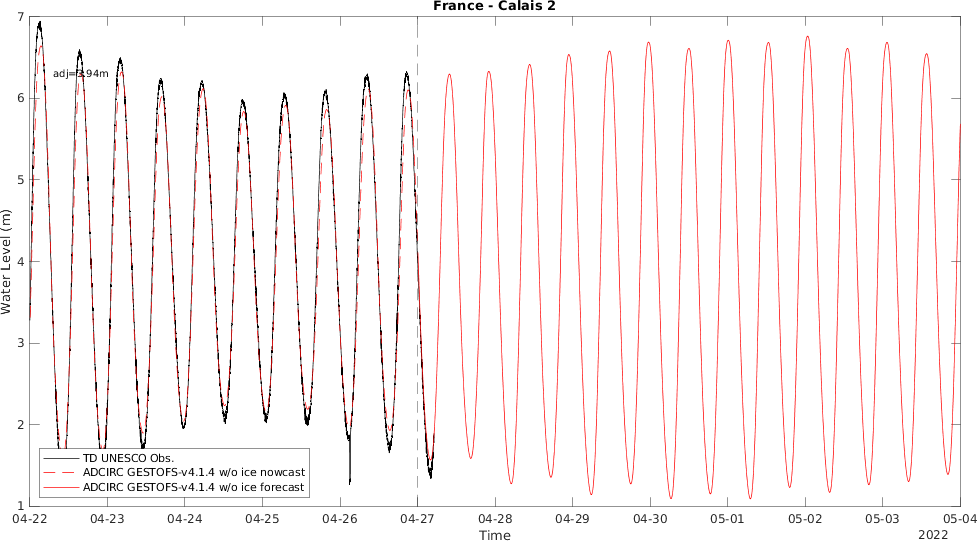 France - Calais 2
7
6
5
4
3
2
1
Water Level (m)
adj=3.94m
TD UNESCO Obs.
ADCIRC GESTOFS-v4.1.4 w/o ice nowcast
ADCIRC GESTOFS-v4.1.4 w/o ice forecast
04-22 04-23 04-24 04-25 04-26 04-27 04-28 04-29 04-30 05-01 05-02 05-03 05-04
Time
2022